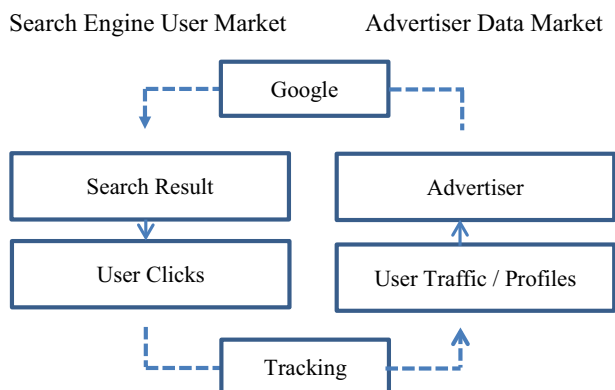 Search Engine User Market
Advertiser Data Market
Google
Search Result
Advertiser
User Clicks
User Traffic / Profiles
Tracking